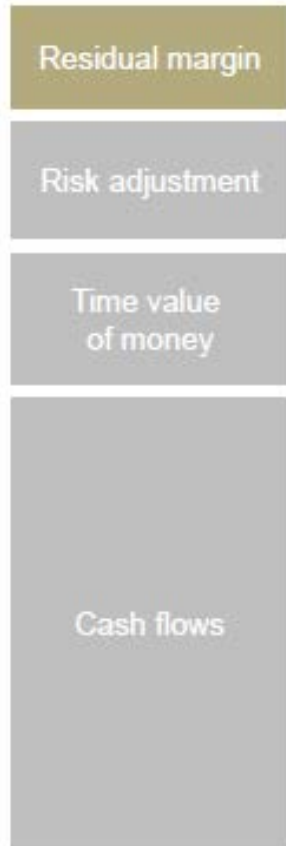 Residual margin
Risk adjustment
Time value
of money
Cash flows